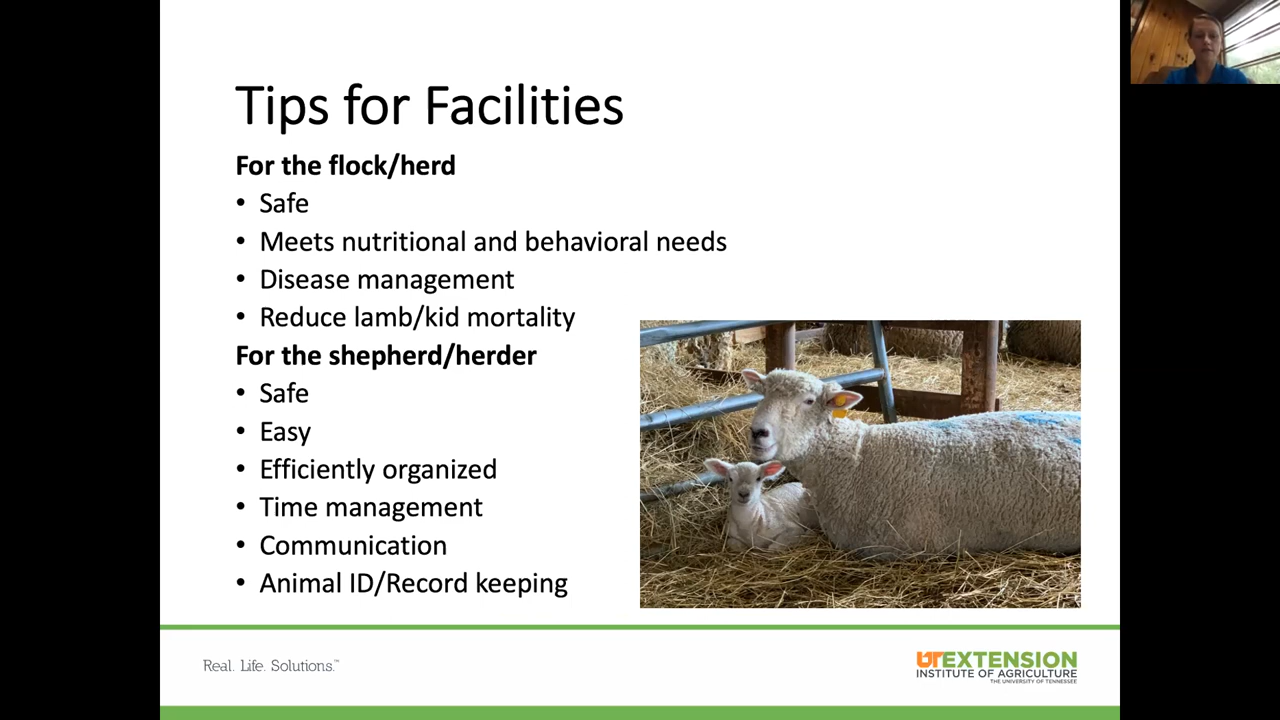 Tips for Facilities
For the flock/herd
• Safe
• Meets nutritional and behavioral needs
• Disease management
• Reduce lamb/kid mortality
For the shepherd/herder
• Safe
• Easy
• Efficiently organized
• Time management
• Communication
• Animal ID/Record keeping
Real. Life. Solutions.™
UT EXTENSION
INSTITUTE OF AGRICULTURE
THE UNIVERSITY OF TENNESSEE